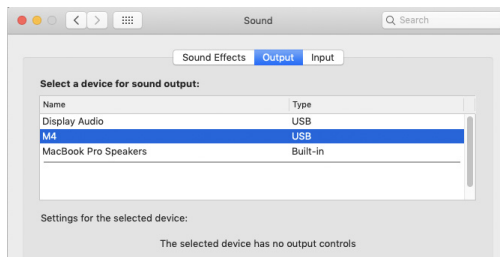 Sound
Search
Sound Effects Output Input
Select a device for sound output:
Name Type
Display Audio USB
M4 USB
MacBook Pro Speakers Built-in
Settings for the selected device:
The selected device has no output controls